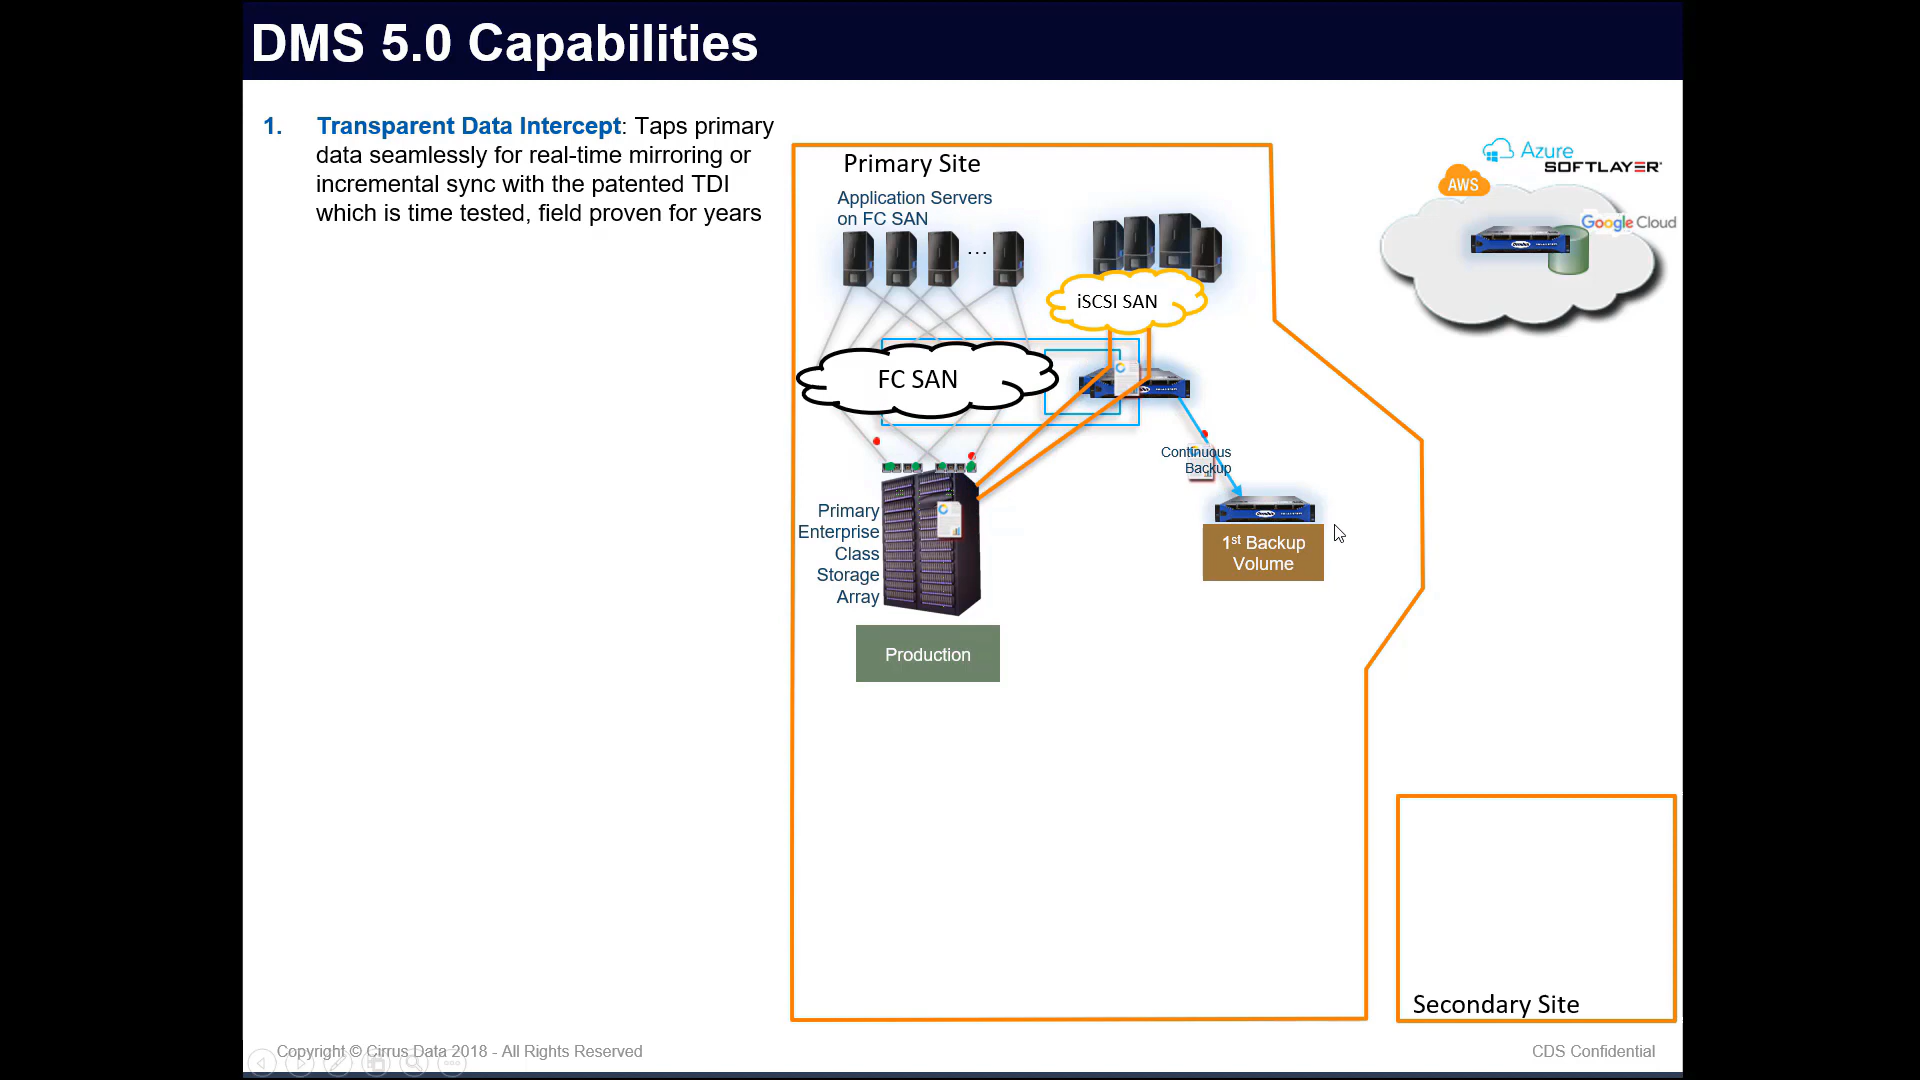 DMS 5.0 Capabilities
1. Transparent Data Intercept: Taps primary
data seamlessly for real-time mirroring or
incremental sync with the patented TDI
which is time tested, field proven for years
Primary Site
Application Servers
on FC SAN
...
iSCSI SAN
FC SAN
Continuous
Backup
Primary
Enterprise
Class
Storage
Array
1st Backup
Volume
Production
Azure
SOFTLAYER
AWS
Google Cloud
Secondary Site
Copyright © Cirrus Data 2018 - All Rights Reserved
CDS Confidential